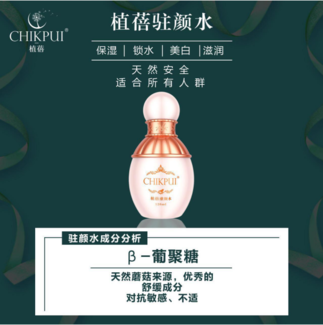 CHIKPUI®
植蓓
植蓓驻颜水
保湿 | 锁水 | 美白 | 滋润
天然安全
适合所有人群
CHIKPUI
驻颜水成分分析
β-葡聚糖
天然蘑菇来源，优秀的
舒缓成分
对抗敏感、不适